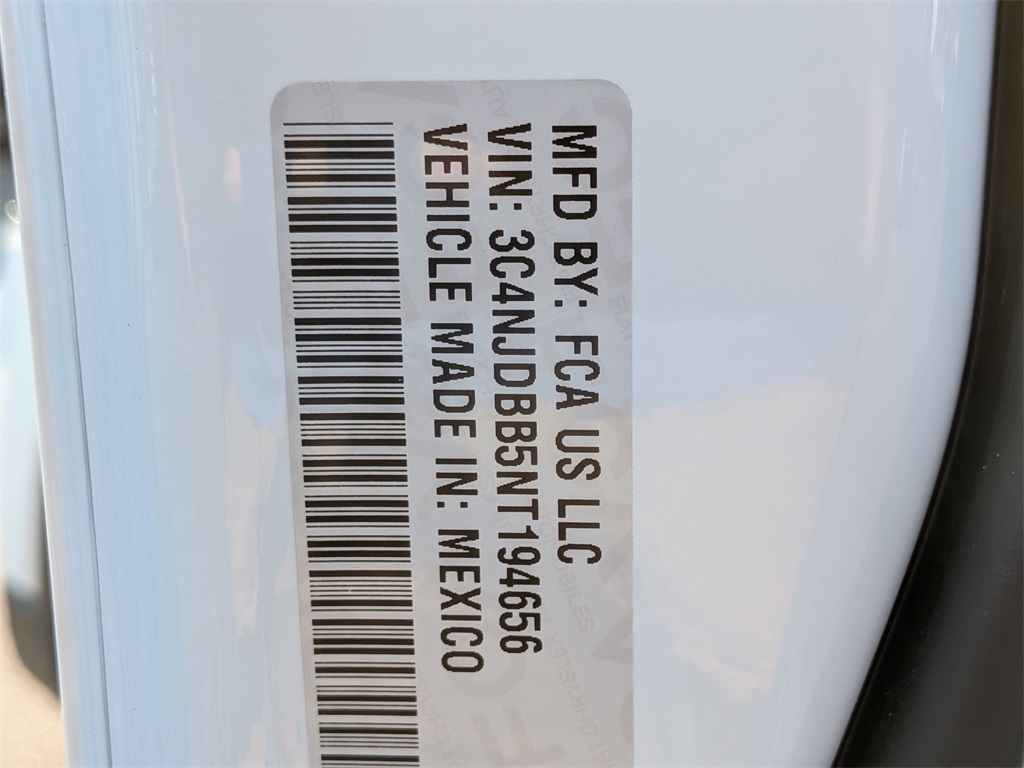 MFD BY: FCA US LLC
VIN: 3C4NJDBB5NT194656
VEHICLE MADE IN: MEXICO